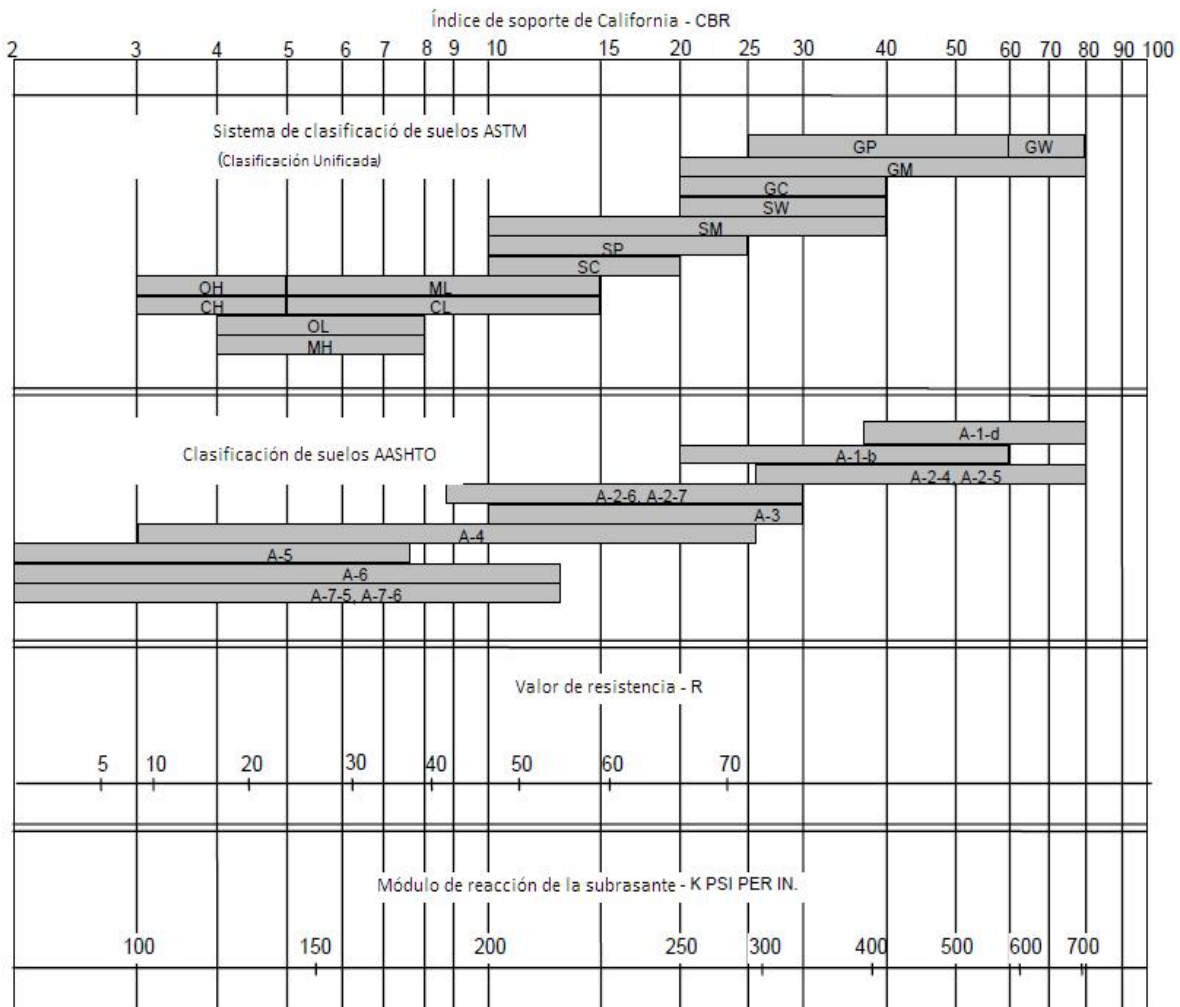 Índice de soporte de California - CBR
2 3 4 5 6 7 8 9 10 15 20 25 30 40 50 60 70 80 90 100
Sistema de clasificació de suelos ASTM
(Clasificación Unificada)
GP GW
GM
GC
SW
SM
SP
SC
OH ML
CH CL
OL
MH
Clasificación de suelos AASHTO
A-1-d
A-1-b
A-2-4, A-2-5
A-2-6, A-2-7
A-3
A-4
A-5
A-6
A-7-5, A-7-6
Valor de resistencia - R
5 10 20 30 40 50 60 70
Módulo de reacción de la subrasante - K PSI PER IN.
100 150 200 250 300 400 500 600 700